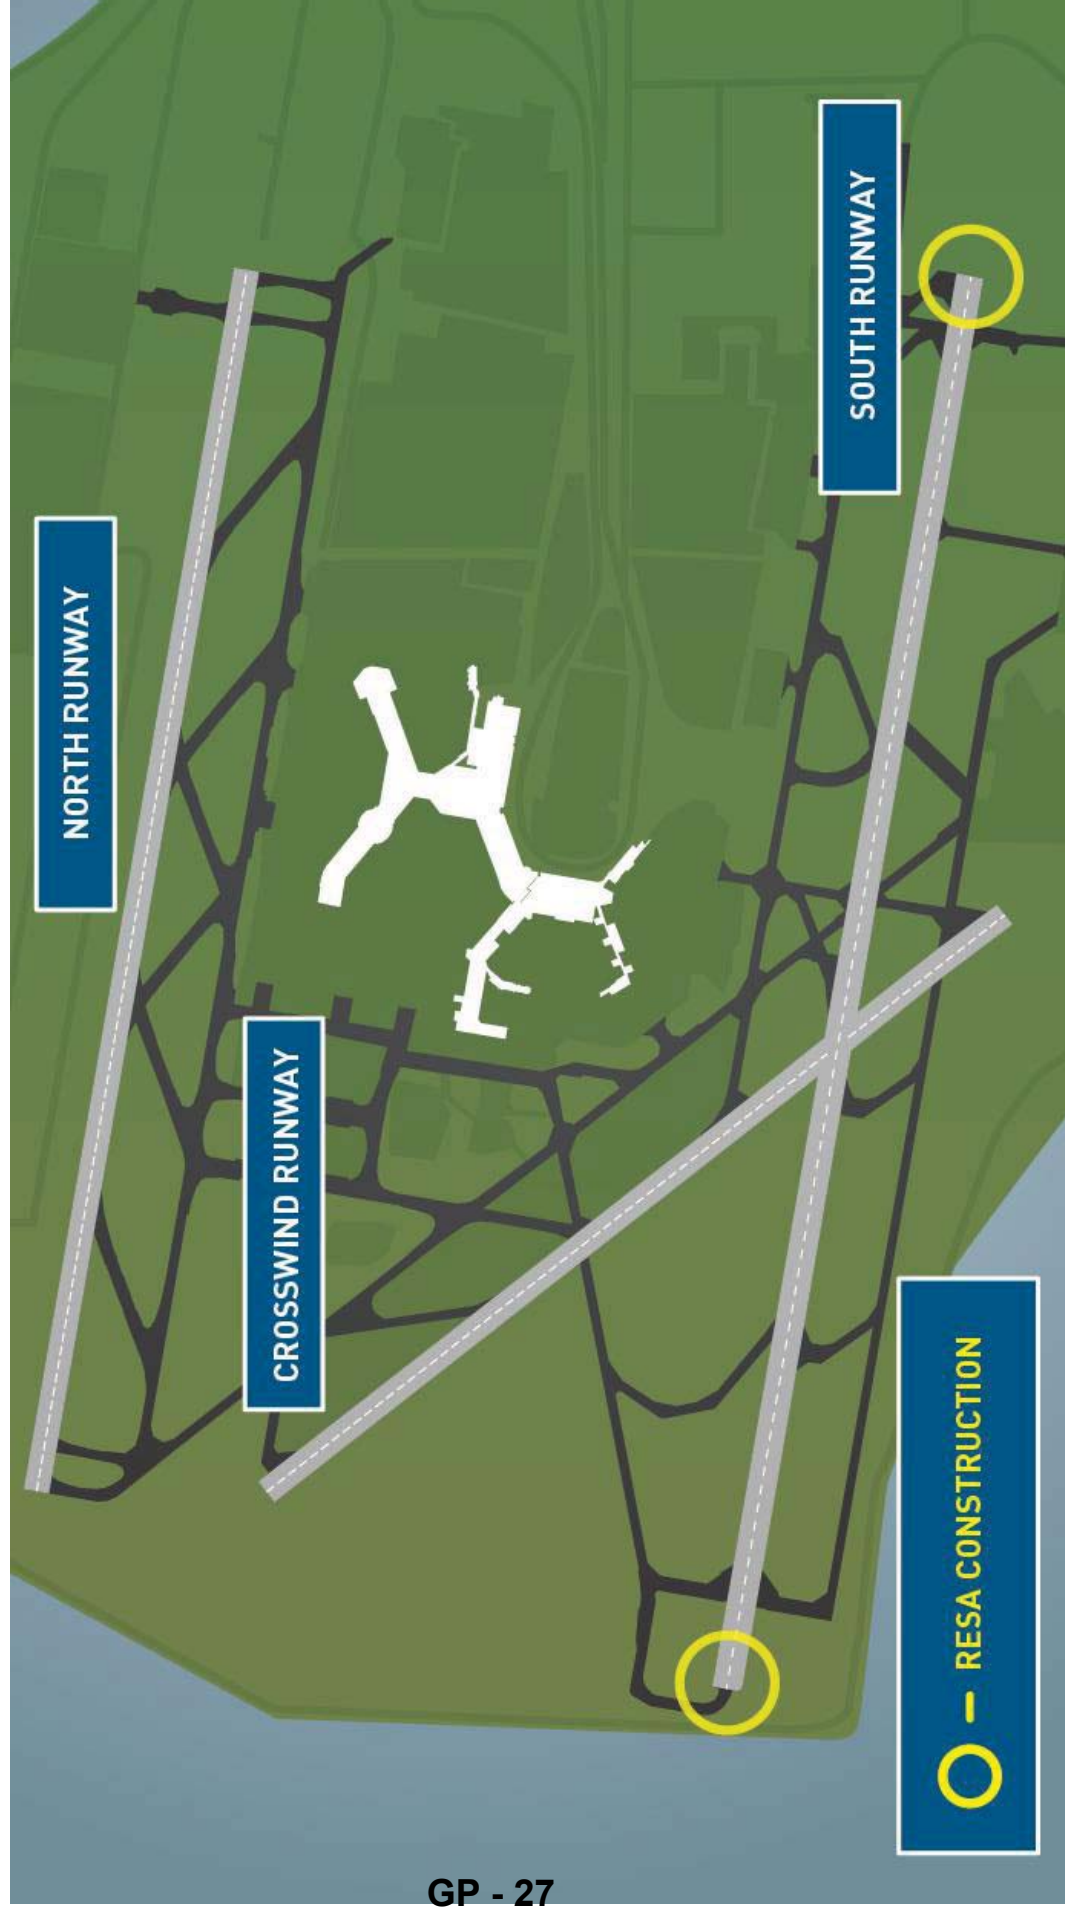 NORTH RUNWAY
CROSSWIND RUNWAY
SOUTH RUNWAY
– RESA CONSTRUCTION
GP - 27